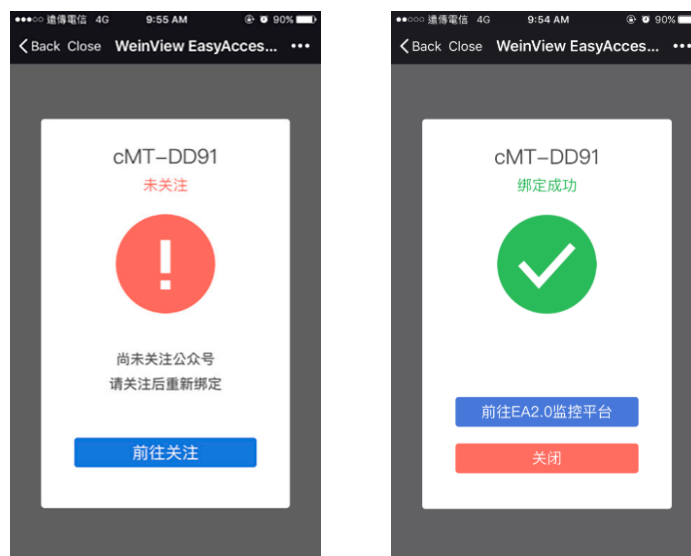 遠傳電信 4G 9:55 AM 90%
Back Close WeinView EasyAcces...
cMT-DD91
未关注
尚未关注公众号
请关注后重新绑定
前往关注
遠傳電信 4G 9:54 AM 90%
Back Close WeinView EasyAcces...
cMT-DD91
绑定成功
前往EA2.0监控平台
关闭